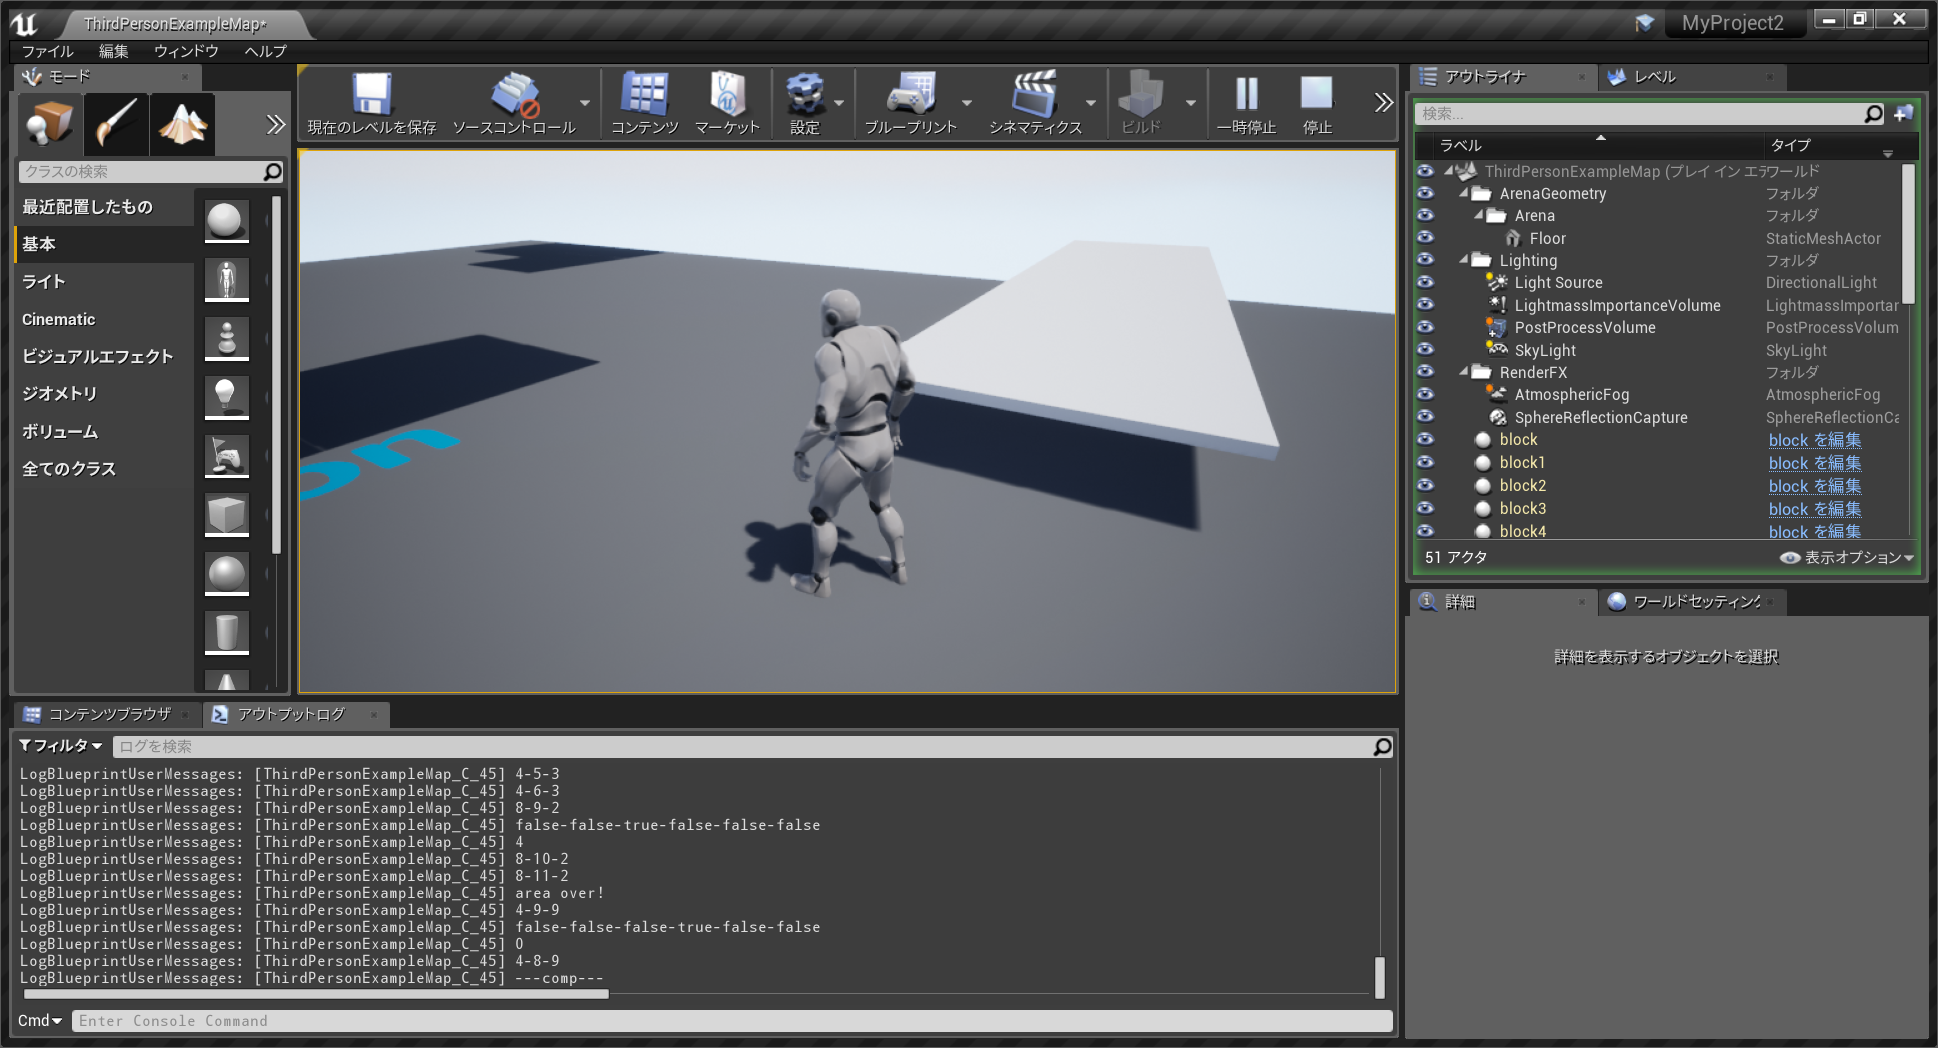 ThirdPersonExampleMap*
MyProject2
ファイル 編集 ウィンドウ ヘルプ
モード
クラスの検索
最近配置したもの
基本
ライト
Cinematic
ビジュアルエフェクト
ジオメトリ
ボリューム
全てのクラス
現在のレベルを保存 ソースコントロール コンテンツ マーケット 設定 ブループリント シネマティクス ビルド 一時停止 停止
on
アウトライナ レベル
検索...
ラベル タイプ
ThirdPersonExampleMap (プレイ イン エラ ワールド
ArenaGeometry フォルダ
Arena フォルダ
Floor StaticMeshActor
Lighting フォルダ
Light Source DirectionalLight
LightmassImportanceVolume LightmassImportar
PostProcessVolume PostProcessVolum
SkyLight SkyLight
RenderFX フォルダ
AtmosphericFog AtmosphericFog
SphereReflectionCapture SphereReflectionCa
block block を編集
block1 block を編集
block2 block を編集
block3 block を編集
block4 block を編集
51 アクタ 表示オプション
詳細 ワールドセッティング
詳細を表示するオブジェクトを選択
コンテンツブラウザ アウトプットログ
フィルタ ログを検索
LogBlueprintUserMessages: [ThirdPersonExampleMap_C_45] 4-5-3
LogBlueprintUserMessages: [ThirdPersonExampleMap_C_45] 4-6-3
LogBlueprintUserMessages: [ThirdPersonExampleMap_C_45] 8-9-2
LogBlueprintUserMessages: [ThirdPersonExampleMap_C_45] false-false-true-false-false-false
LogBlueprintUserMessages: [ThirdPersonExampleMap_C_45] 4
LogBlueprintUserMessages: [ThirdPersonExampleMap_C_45] 8-10-2
LogBlueprintUserMessages: [ThirdPersonExampleMap_C_45] 8-11-2
LogBlueprintUserMessages: [ThirdPersonExampleMap_C_45] area over!
LogBlueprintUserMessages: [ThirdPersonExampleMap_C_45] 4-9-9
LogBlueprintUserMessages: [ThirdPersonExampleMap_C_45] false-false-false-true-false-false
LogBlueprintUserMessages: [ThirdPersonExampleMap_C_45] 0
LogBlueprintUserMessages: [ThirdPersonExampleMap_C_45] 4-8-9
LogBlueprintUserMessages: [ThirdPersonExampleMap_C_45] ---comp---
Cmd Enter Console Command